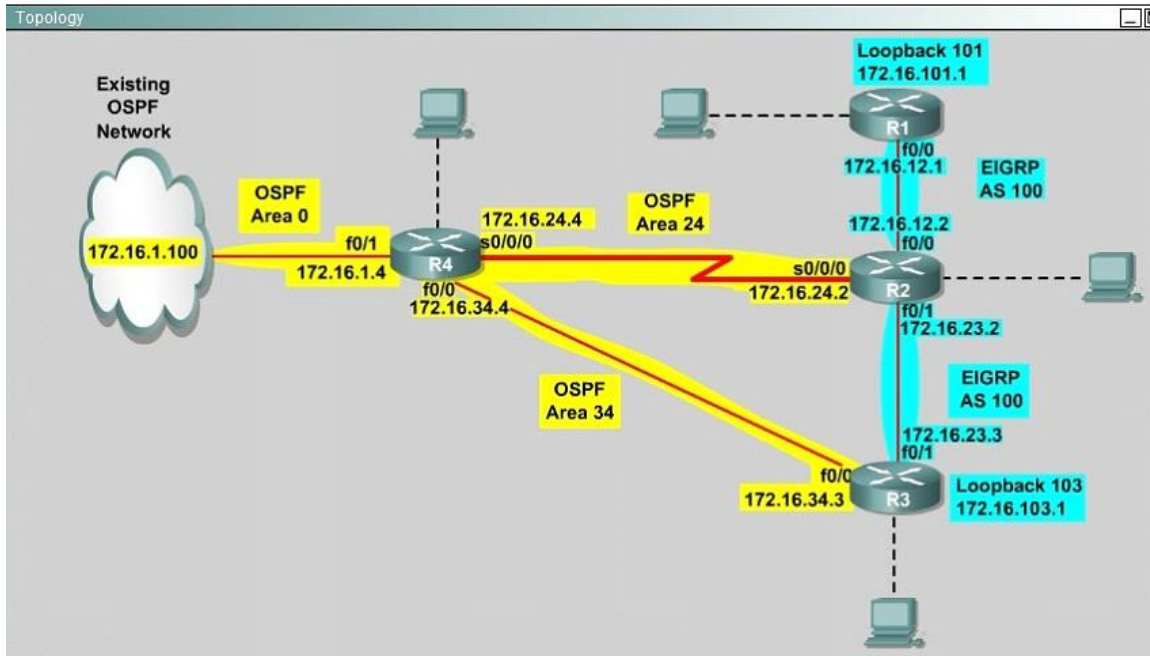 Topology
Existing
OSPF
Network
172.16.1.100
OSPF
Area 0
f0/1
172.16.1.4
R4
172.16.24.4
s0/0/0
f0/0
172.16.34.4
OSPF
Area 24
s0/0/0
172.16.24.2
Loopback 101
172.16.101.1
R1
f0/0
172.16.12.1
EIGRP
AS 100
172.16.12.2
f0/0
R2
f0/1
172.16.23.2
EIGRP
AS 100
172.16.23.3
f0/1
OSPF
Area 34
f0/0
172.16.34.3
R3
Loopback 103
172.16.103.1